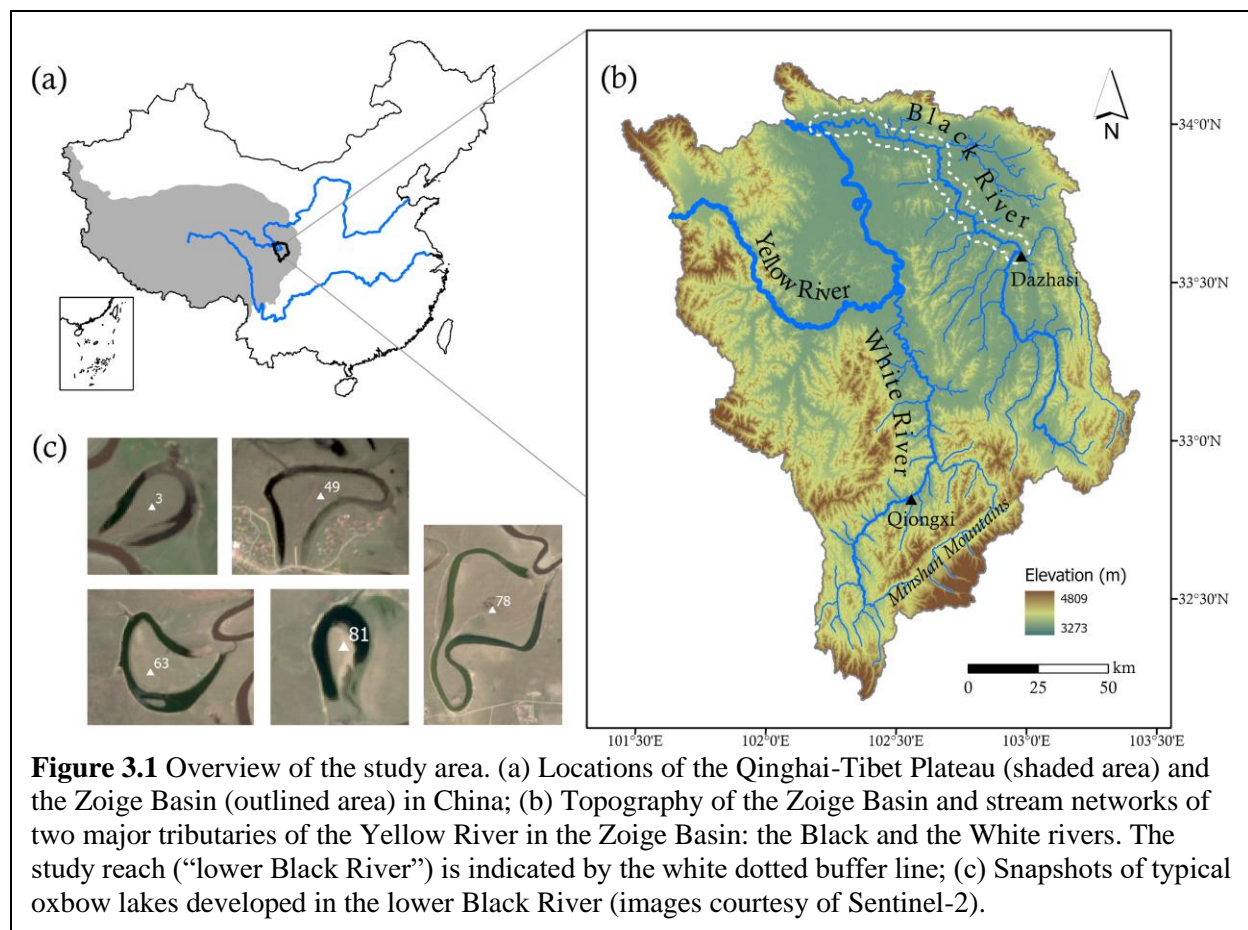 (a)
(b)
Black River
N
34°0'N
Yellow River
Dazhasi
33°30'N
White River
33°0'N
Qiongxi
Minshan Mountains
Elevation (m)
4809
3273
32°30'N
km
0 25 50
101°30'E 102°0'E 102°30'E 103°0'E 103°30'E
(c)
3
49
78
63
81
Figure 3.1 Overview of the study area. (a) Locations of the Qinghai-Tibet Plateau (shaded area) and
the Zoige Basin (outlined area) in China; (b) Topography of the Zoige Basin and stream networks of
two major tributaries of the Yellow River in the Zoige Basin: the Black and the White rivers. The
study reach (“lower Black River”) is indicated by the white dotted buffer line; (c) Snapshots of typical
oxbow lakes developed in the lower Black River (images courtesy of Sentinel-2).